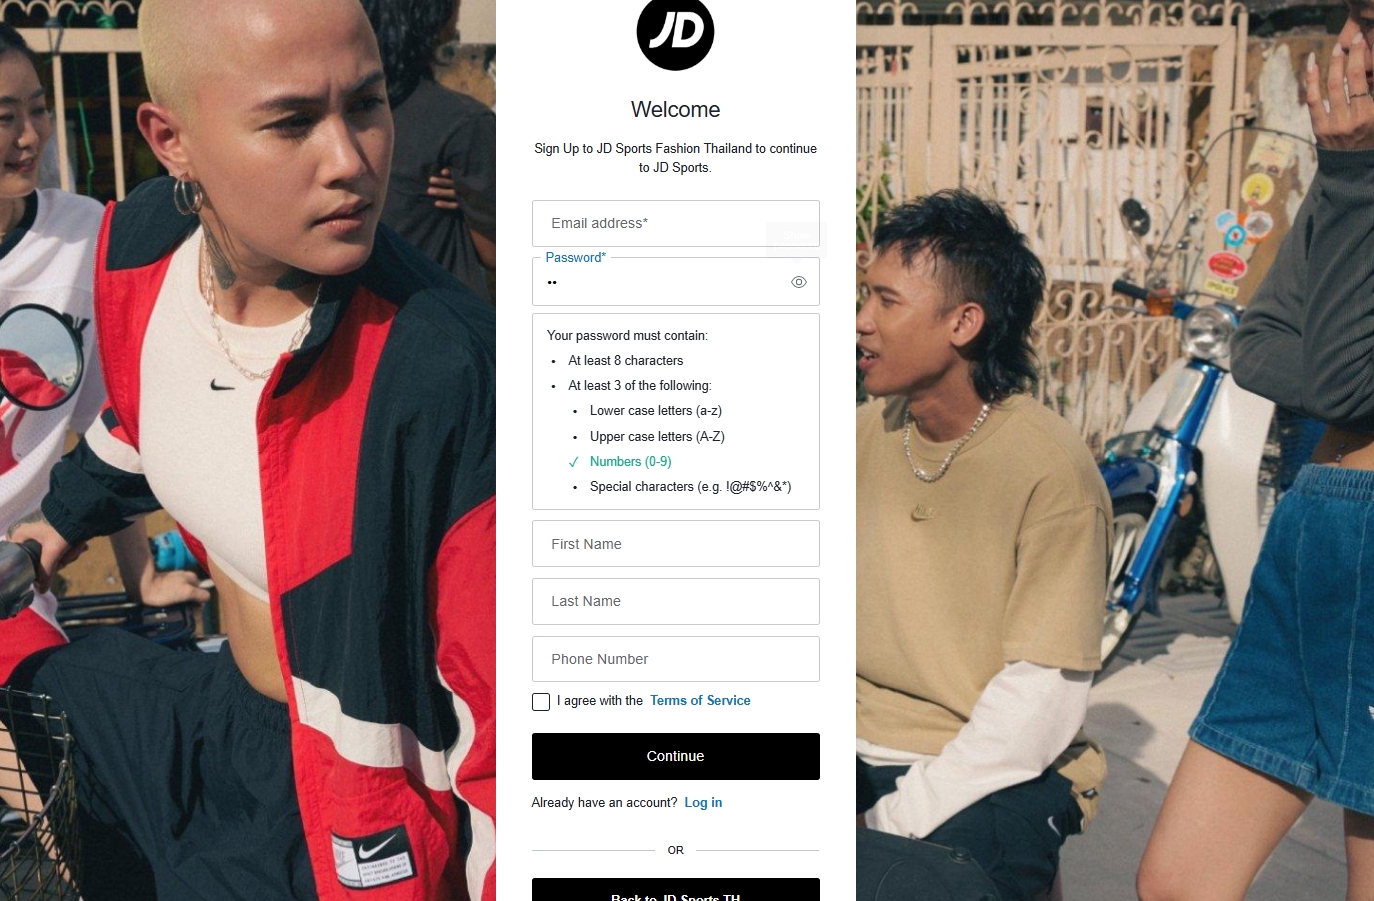 JD
Welcome
Sign Up to JD Sports Fashion Thailand to continue
to JD Sports.
Email address*
Password*
••
Your password must contain:
• At least 8 characters
• At least 3 of the following:
• Lower case letters (a-z)
• Upper case letters (A-Z)
✓ Numbers (0-9)
• Special characters (e.g. !@#$%^&*)
First Name
Last Name
Phone Number
I agree with the Terms of Service
Continue
Already have an account? Log in
OR
Back to JD Sports TH